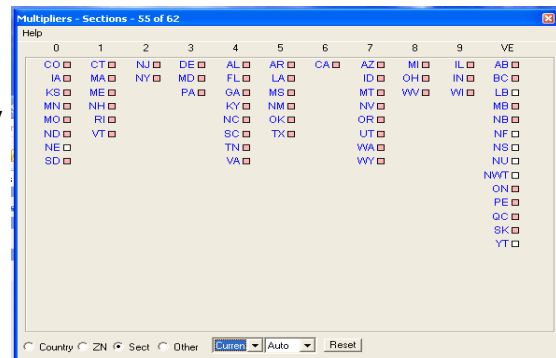 Multipliers - Sections - 55 of 62
Help
0 1 2 3 4 5 6 7 8 9 VE
CO CT NJ DE AL AR CA AZ MI IL AB
IA MA NY MD FL LA ID OH IN BC
KS ME PA GA MS MT WV WI LB
MN NH KY NM NV MB
MO RI NC OK OR NB
ND VT SC TX UT NF
NE TN WA NS
SD VA WY NU
NWT
ON
PE
QC
SK
YT
Country ZN Sect Other Curren Auto Reset